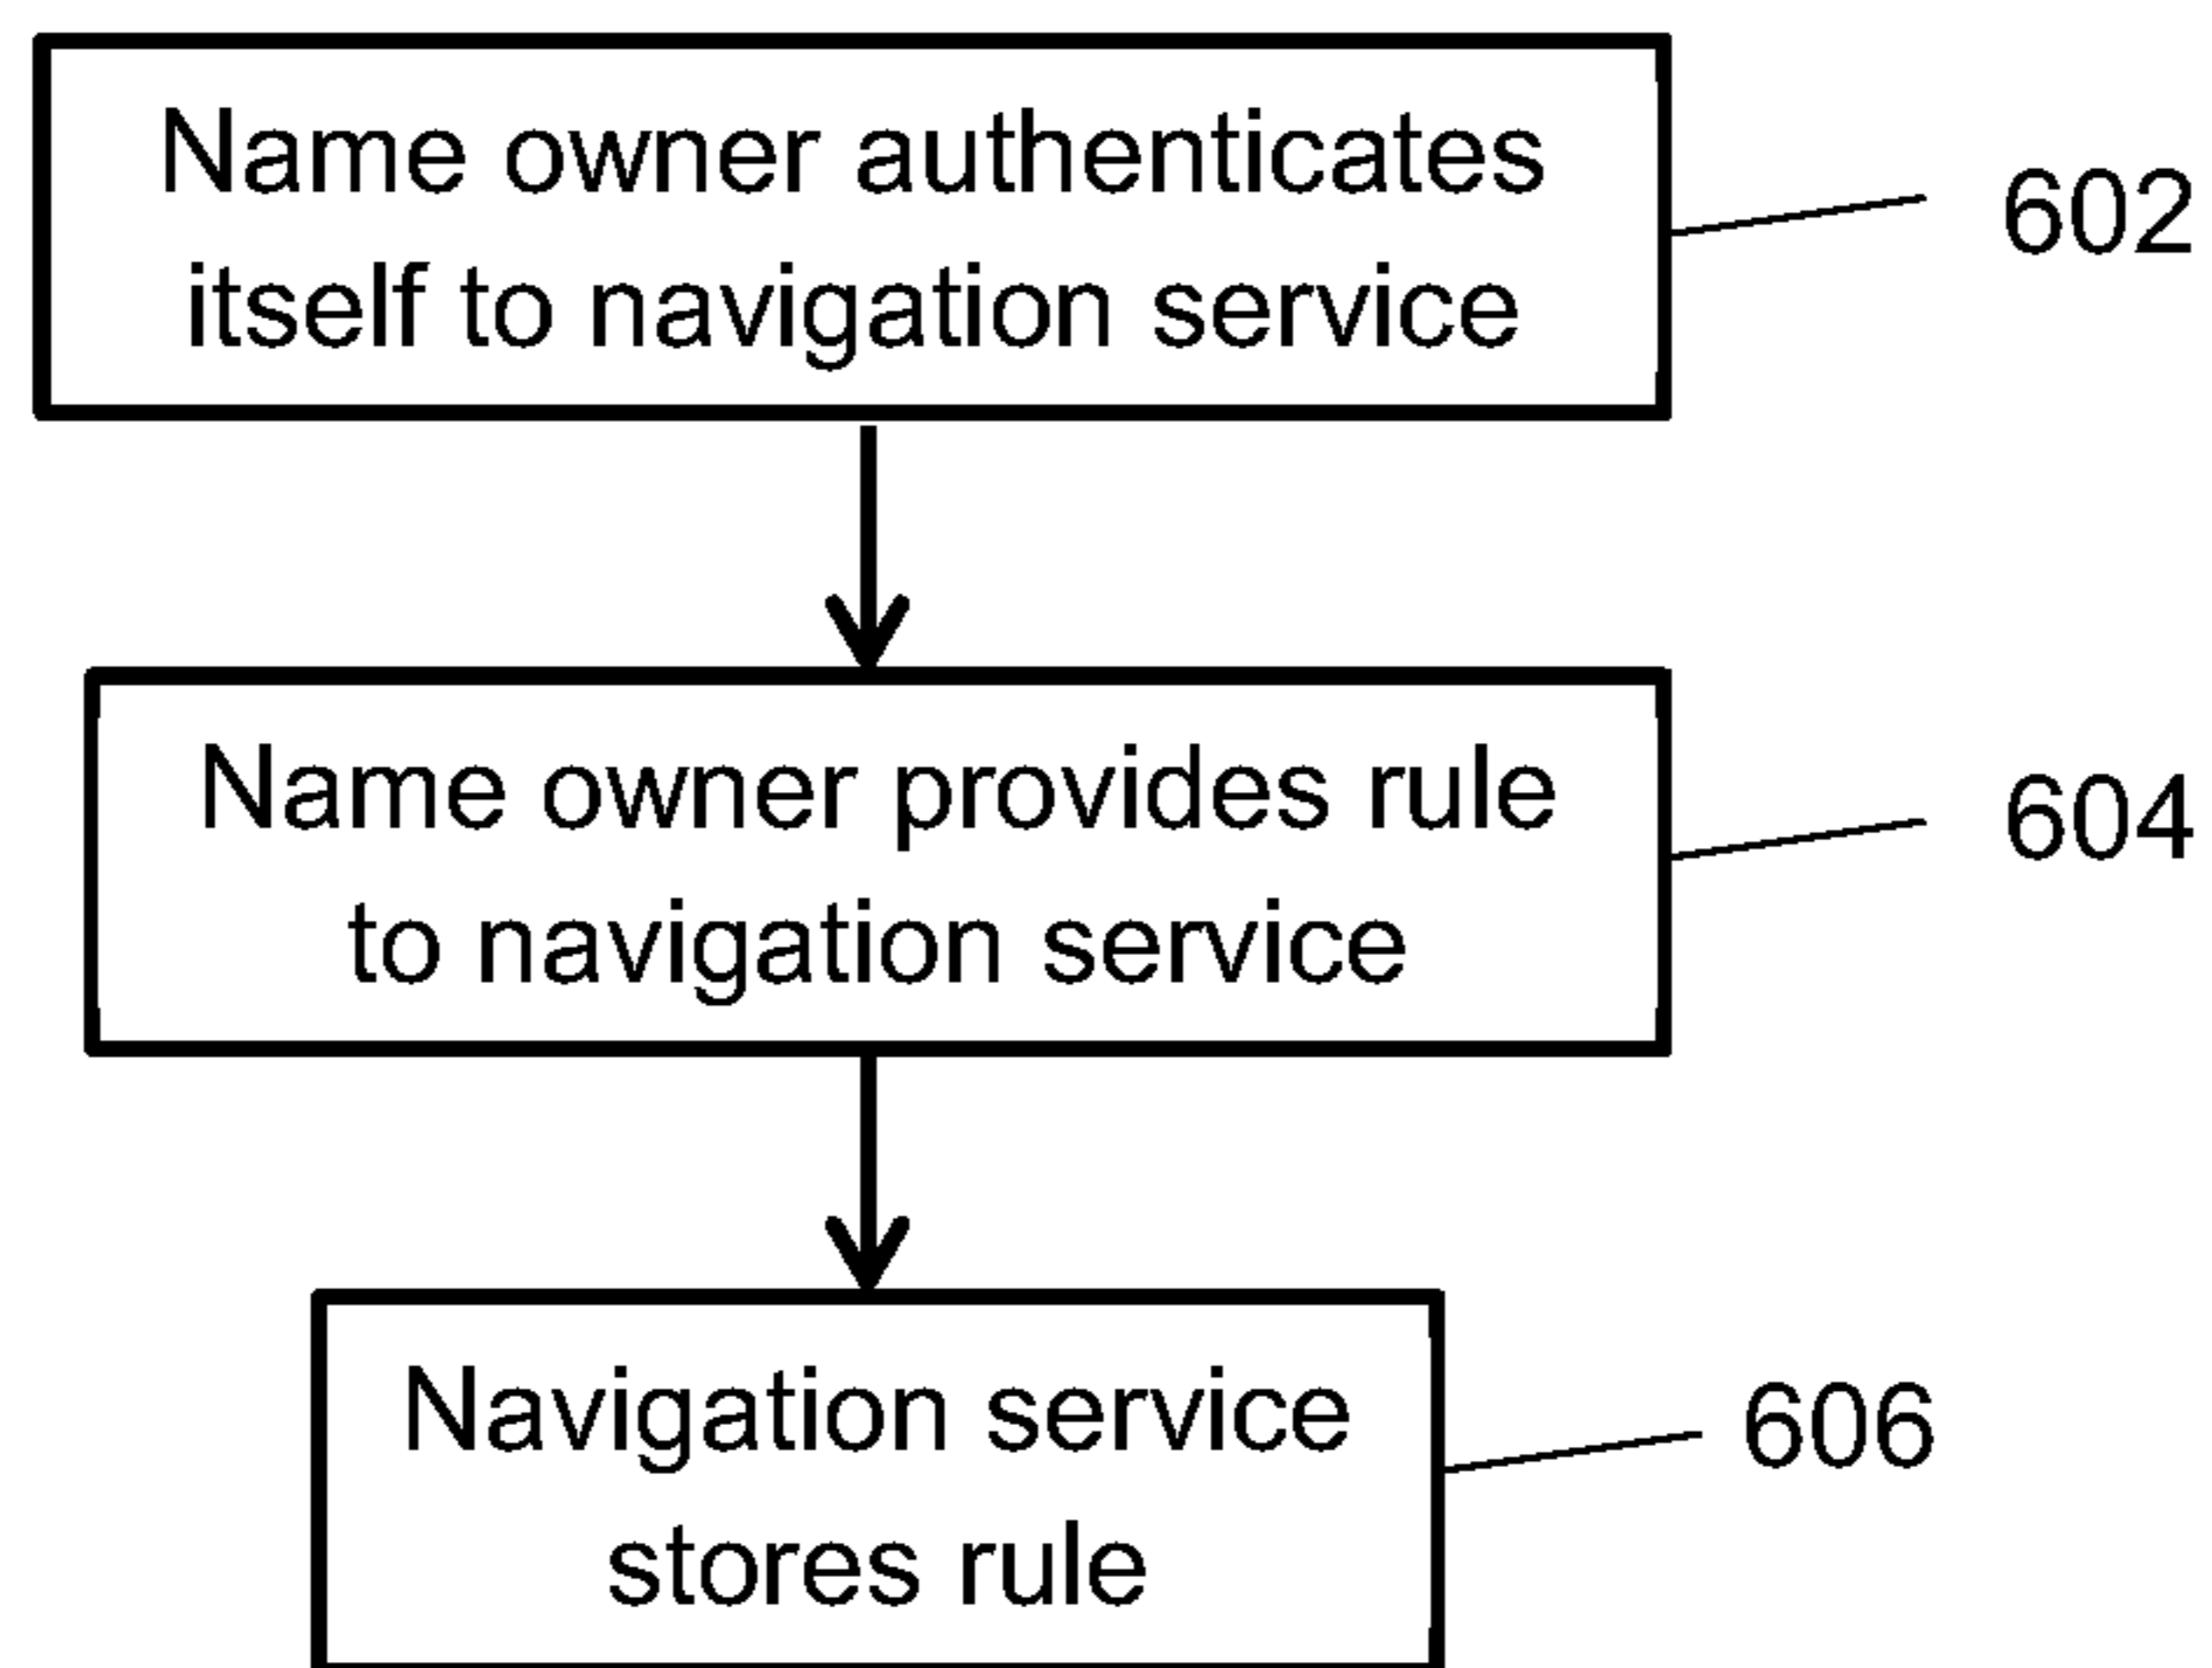 Name owner authenticates
itself to navigation service
602
Name owner provides rule
to navigation service
604
Navigation service
stores rule
606